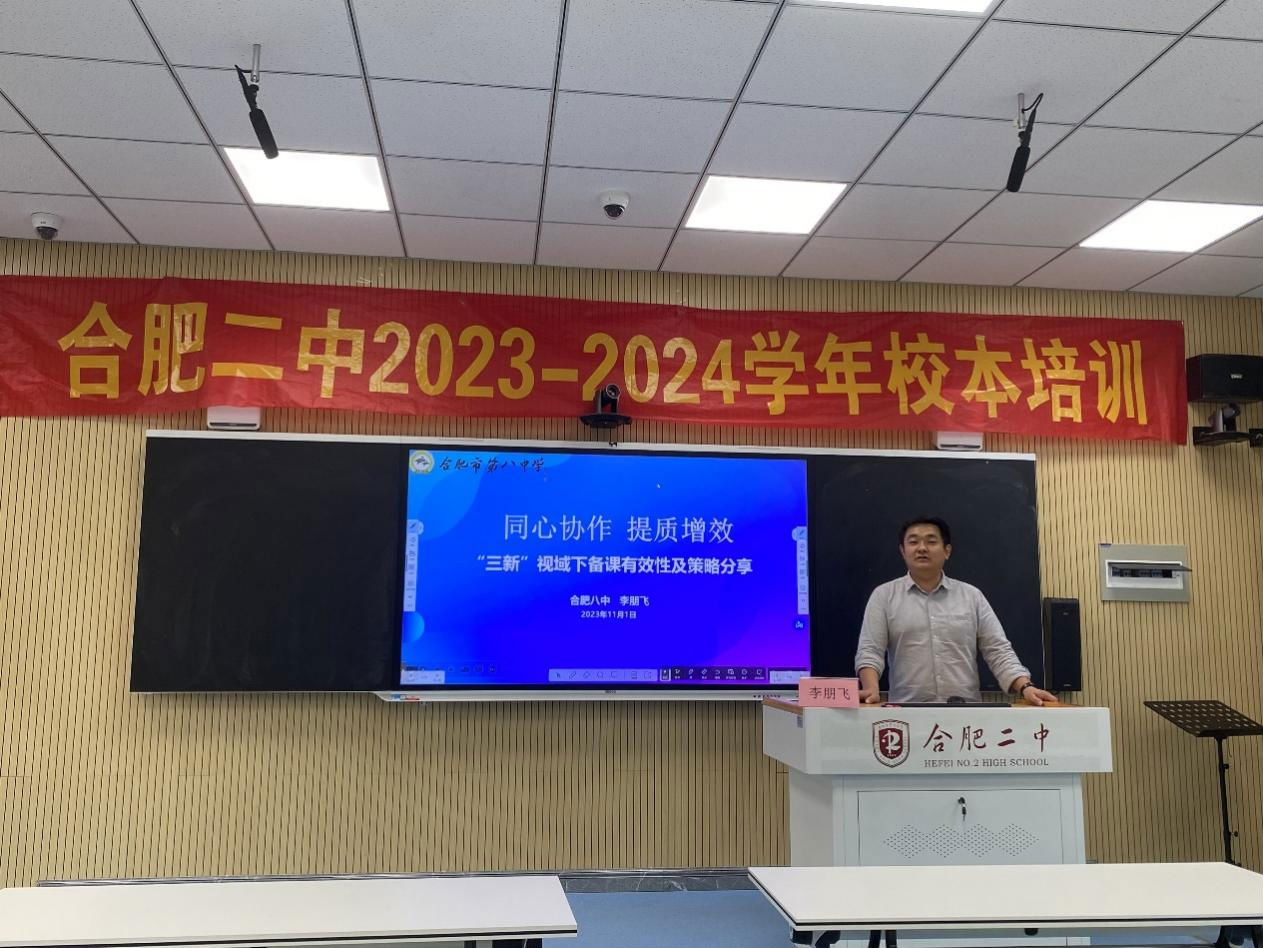 合肥二中2023-2024学年校本培训
合肥市第八中学
同心协作 提质增效
“三新”视域下备课有效性及策略分享
合肥八中 李朋飞
2023年11月1日
李朋飞
合肥二中
HEFEI NO.2 HIGH SCHOOL